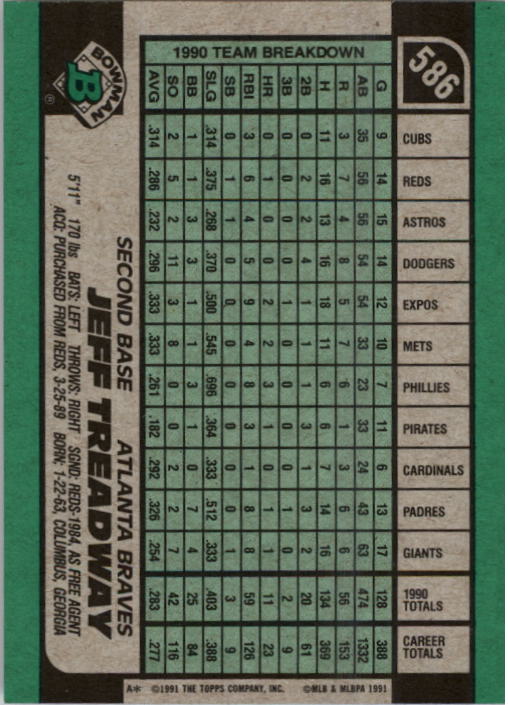 586
BOWMAN
B
®
JEFF TREADWAY
SECOND BASE ATLANTA BRAVES
5'11" 170 lbs BATS: LEFT THROWS: RIGHT SGND: REDS-1984, AS FREE AGENT
ACQ: PURCHASED FROM REDS, 3-25-89 BORN: 1-22-63, COLUMBUS, GEORGIA
1990 TEAM BREAKDOWN
G AB R H 2B 3B HR RBI SB SLG BB SO AVG
CUBS 9 35 3 11 0 0 0 3 0 .314 1 2 .314
REDS 14 56 7 16 2 0 1 6 1 .375 1 5 .286
ASTROS 15 56 4 13 2 0 0 4 1 .268 3 2 .232
DODGERS 14 54 8 16 4 0 0 5 0 .370 3 11 .296
EXPOS 12 54 5 18 1 1 2 9 0 .500 1 3 .333
METS 10 33 7 11 1 0 2 4 0 .545 1 8 .333
PHILLIES 7 23 6 6 1 0 3 8 0 .696 3 0 .261
PIRATES 11 33 1 6 3 0 1 3 0 .364 1 0 .182
CARDINALS 6 24 3 7 1 0 0 1 0 .333 0 2 .292
PADRES 13 43 6 14 3 1 1 8 0 .512 7 2 .326
GIANTS 17 63 6 16 2 0 1 8 1 .333 4 7 .254
1990 TOTALS 128 474 56 134 20 2 11 59 3 .403 25 42 .283
CAREER TOTALS 388 1332 153 369 61 9 23 126 9 .388 84 116 .277
A* ©1991 THE TOPPS COMPANY, INC. ©MLB & MLBPA 1991